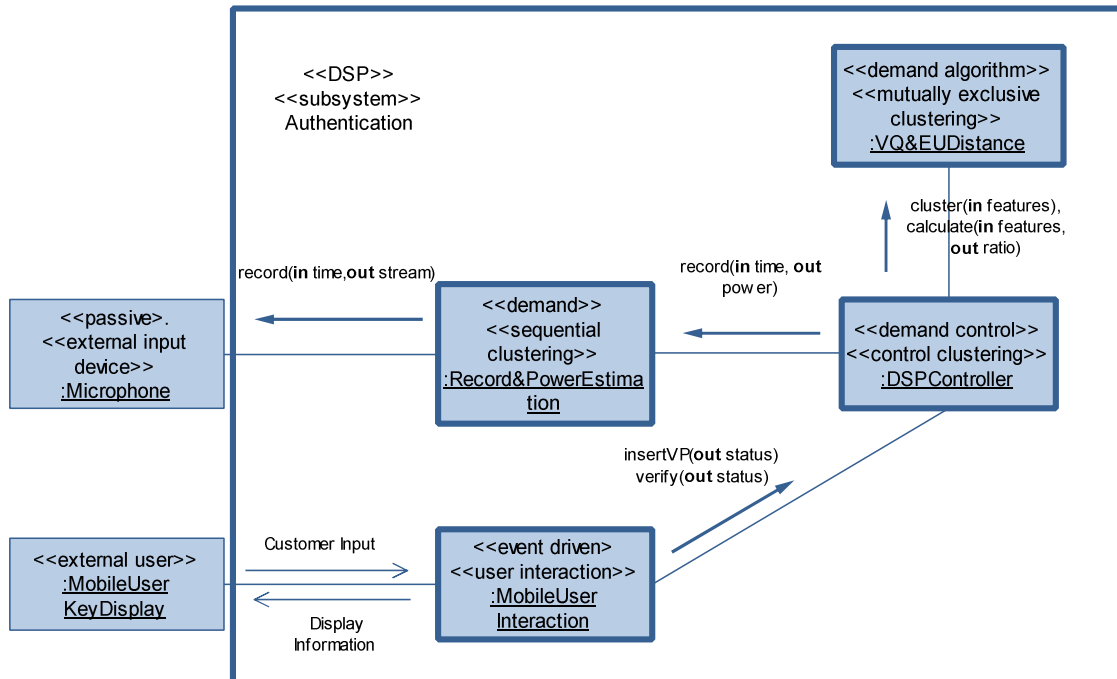 <<DSP>>
<<subsystem>>
Authentication
<<demand algorithm>>
<<mutually exclusive
clustering>>
:VQ&EUDistance
cluster(in features),
calculate(in features,
out ratio)
record(in time,out stream)
record(in time, out
power)
<<passive>.
<<external input
device>>
:Microphone
<<demand>>
<<sequential
clustering>>
:Record&PowerEstima
tion
<<demand control>>
<<control clustering>>
:DSPController
insertVP(out status)
verify(out status)
<<external user>>
:MobileUser
KeyDisplay
Customer Input
Display
Information
<<event driven>
<<user interaction>>
:MobileUser
Interaction